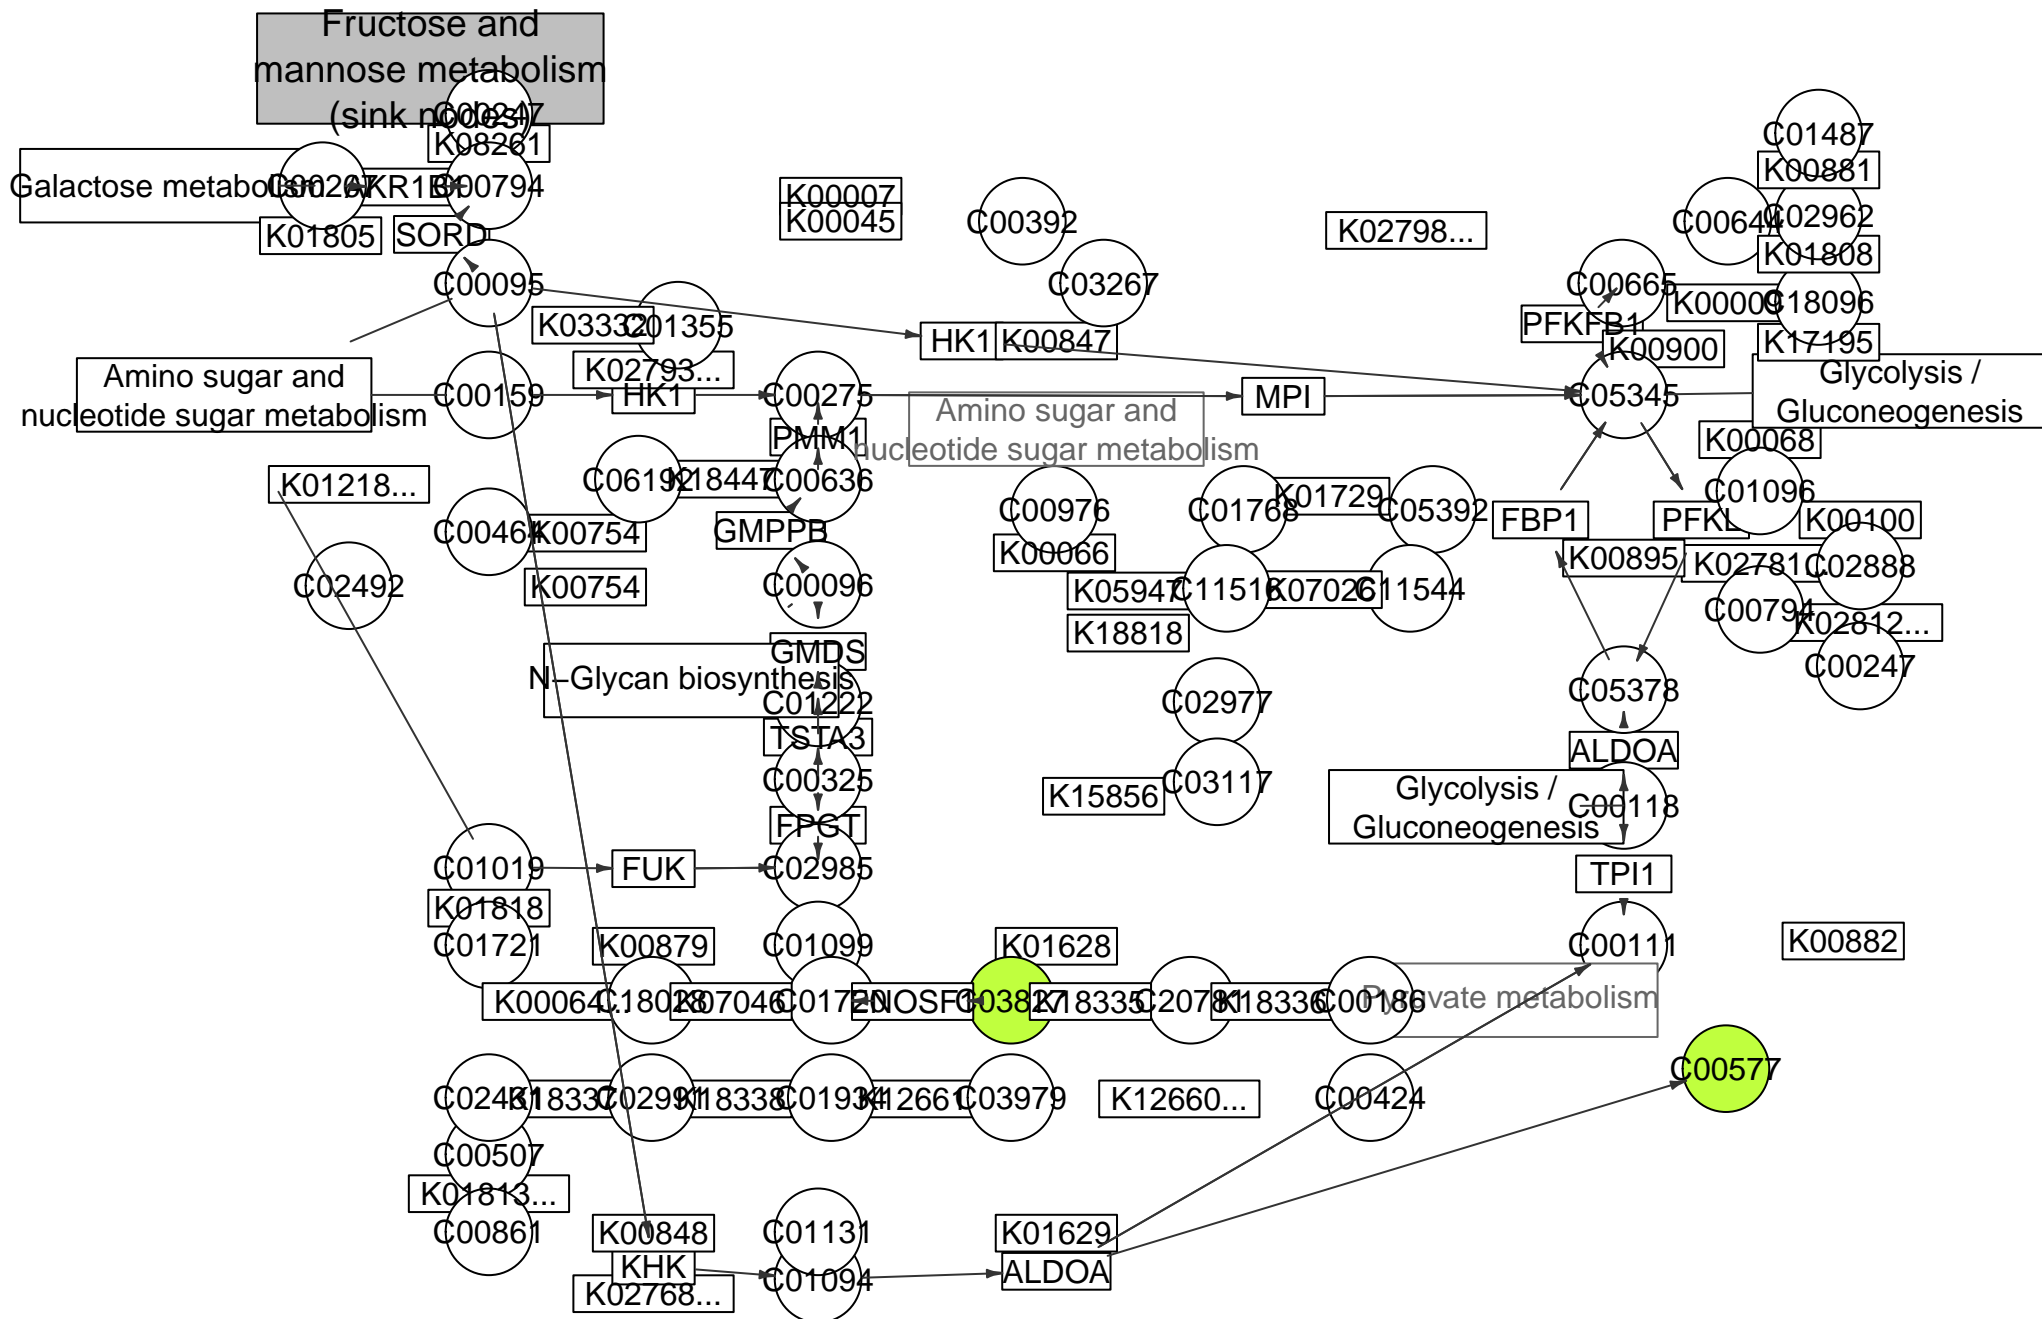 Fructose and
mannose metabolism
(sink nodes)
C00247
K08261
Galactose metabolism
C00267
AKR1B1
C00794
K01805
SORD
C00095
K00007
K00045
C00392
C03267
K02798...
C01487
K00881
C00644
C02962
K01808
C00665
K00009
C18096
K17195
PFKFB1
K00900
K03332
C01355
K02793...
HK1
K00847
Amino sugar and
nucleotide sugar metabolism
C00159
HK1
C00275
MPI
C05345
Glycolysis /
Gluconeogenesis
Amino sugar and
nucleotide sugar metabolism
PMM1
K00068
K01218...
C06192
K18447
C00636
C00976
K00066
C01768
K01729
C05392
C01096
FBP1
PFKL
K00100
C00464
K00754
GMPPB
K00895
K02781...
C02888
C02492
K00754
C00096
K05947
C11516
K07026
C11544
C00794
K02812...
K18818
GMDS
N−Glycan biosynthesis
C01222
C02977
C05378
C00247
TSTA3
ALDOA
C00325
K15856
C03117
Glycolysis /
Gluconeogenesis
C00118
FPGT
C01019
FUK
C02985
TPI1
K01818
C01721
K00879
C01099
K01628
C00111
K00882
K00064...
C18028
K07046
C01720
ENOSF1
C03827
K18335
C20781
K18336
C00186
Pyruvate metabolism
C00577
C02431
K18337
C02991
K18338
C01934
K12661
C03979
K12660...
C00424
C00507
K01813...
C00861
K00848
C01131
K01629
KHK
C01094
ALDOA
K02768...